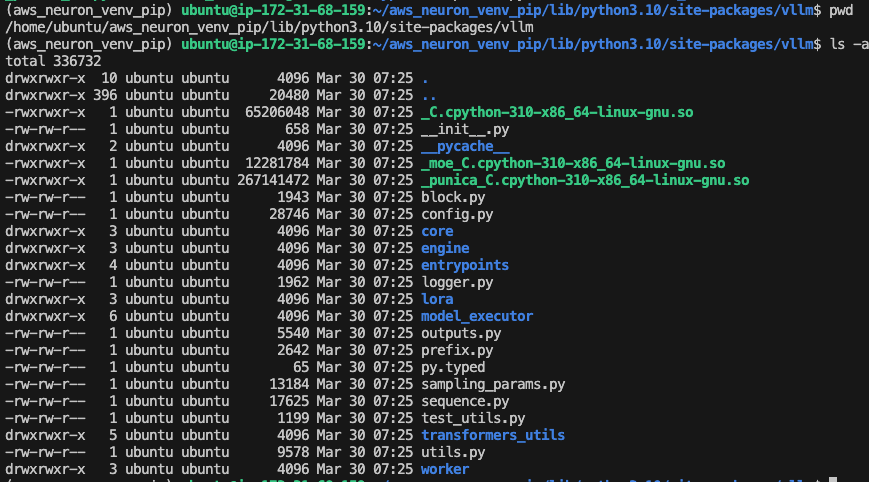 (aws_neuron_venv_pip) ubuntu@ip-172-31-68-159:~/aws_neuron_venv_pip/lib/python3.10/site-packages/vllm$ pwd
/home/ubuntu/aws_neuron_venv_pip/lib/python3.10/site-packages/vllm
(aws_neuron_venv_pip) ubuntu@ip-172-31-68-159:~/aws_neuron_venv_pip/lib/python3.10/site-packages/vllm$ ls -a
total 336732
drwxrwxr-x 10 ubuntu ubuntu 4096 Mar 30 07:25 .
drwxrwxr-x 396 ubuntu ubuntu 20480 Mar 30 07:25 ..
-rwxrwxr-x 1 ubuntu ubuntu 65206048 Mar 30 07:25 _C.cpython-310-x86_64-linux-gnu.so
-rw-rw-r-- 1 ubuntu ubuntu 658 Mar 30 07:25 __init__.py
drwxrwxr-x 2 ubuntu ubuntu 4096 Mar 30 07:25 __pycache__
-rwxrwxr-x 1 ubuntu ubuntu 12281784 Mar 30 07:25 _moe_C.cpython-310-x86_64-linux-gnu.so
-rwxrwxr-x 1 ubuntu ubuntu 267141472 Mar 30 07:25 _punica_C.cpython-310-x86_64-linux-gnu.so
-rw-rw-r-- 1 ubuntu ubuntu 1943 Mar 30 07:25 block.py
-rw-rw-r-- 1 ubuntu ubuntu 28746 Mar 30 07:25 config.py
drwxrwxr-x 3 ubuntu ubuntu 4096 Mar 30 07:25 core
drwxrwxr-x 3 ubuntu ubuntu 4096 Mar 30 07:25 engine
drwxrwxr-x 4 ubuntu ubuntu 4096 Mar 30 07:25 entrypoints
-rw-rw-r-- 1 ubuntu ubuntu 1962 Mar 30 07:25 logger.py
drwxrwxr-x 3 ubuntu ubuntu 4096 Mar 30 07:25 lora
drwxrwxr-x 6 ubuntu ubuntu 4096 Mar 30 07:25 model_executor
-rw-rw-r-- 1 ubuntu ubuntu 5540 Mar 30 07:25 outputs.py
-rw-rw-r-- 1 ubuntu ubuntu 2642 Mar 30 07:25 prefix.py
-rw-rw-r-- 1 ubuntu ubuntu 65 Mar 30 07:25 py.typed
-rw-rw-r-- 1 ubuntu ubuntu 13184 Mar 30 07:25 sampling_params.py
-rw-rw-r-- 1 ubuntu ubuntu 17625 Mar 30 07:25 sequence.py
-rw-rw-r-- 1 ubuntu ubuntu 1199 Mar 30 07:25 test_utils.py
drwxrwxr-x 5 ubuntu ubuntu 4096 Mar 30 07:25 transformers_utils
-rw-rw-r-- 1 ubuntu ubuntu 9578 Mar 30 07:25 utils.py
drwxrwxr-x 3 ubuntu ubuntu 4096 Mar 30 07:25 worker